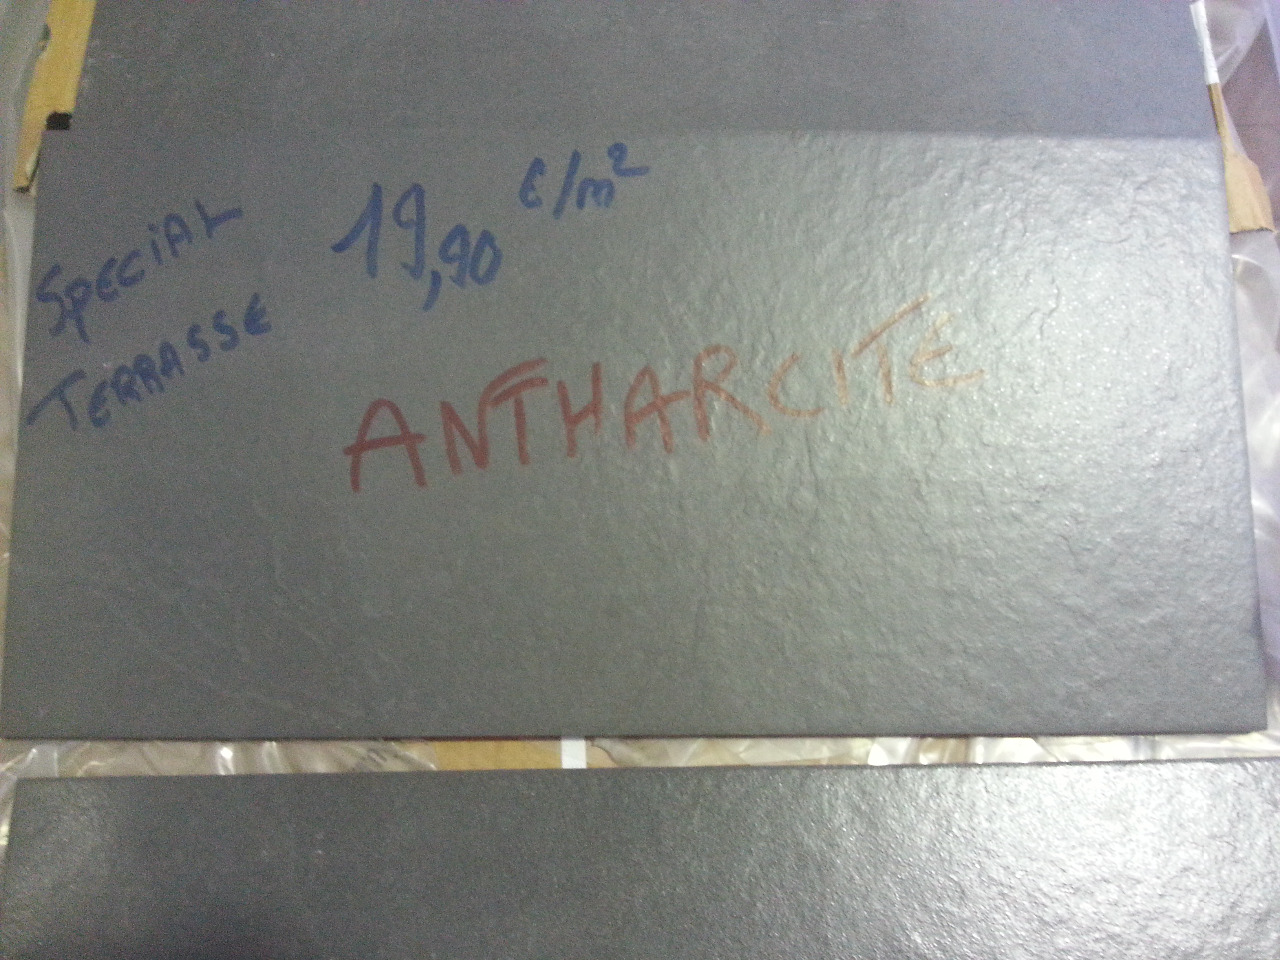 SPECIAL
TERRASSE
19,90 €/m²
ANTHARCITE